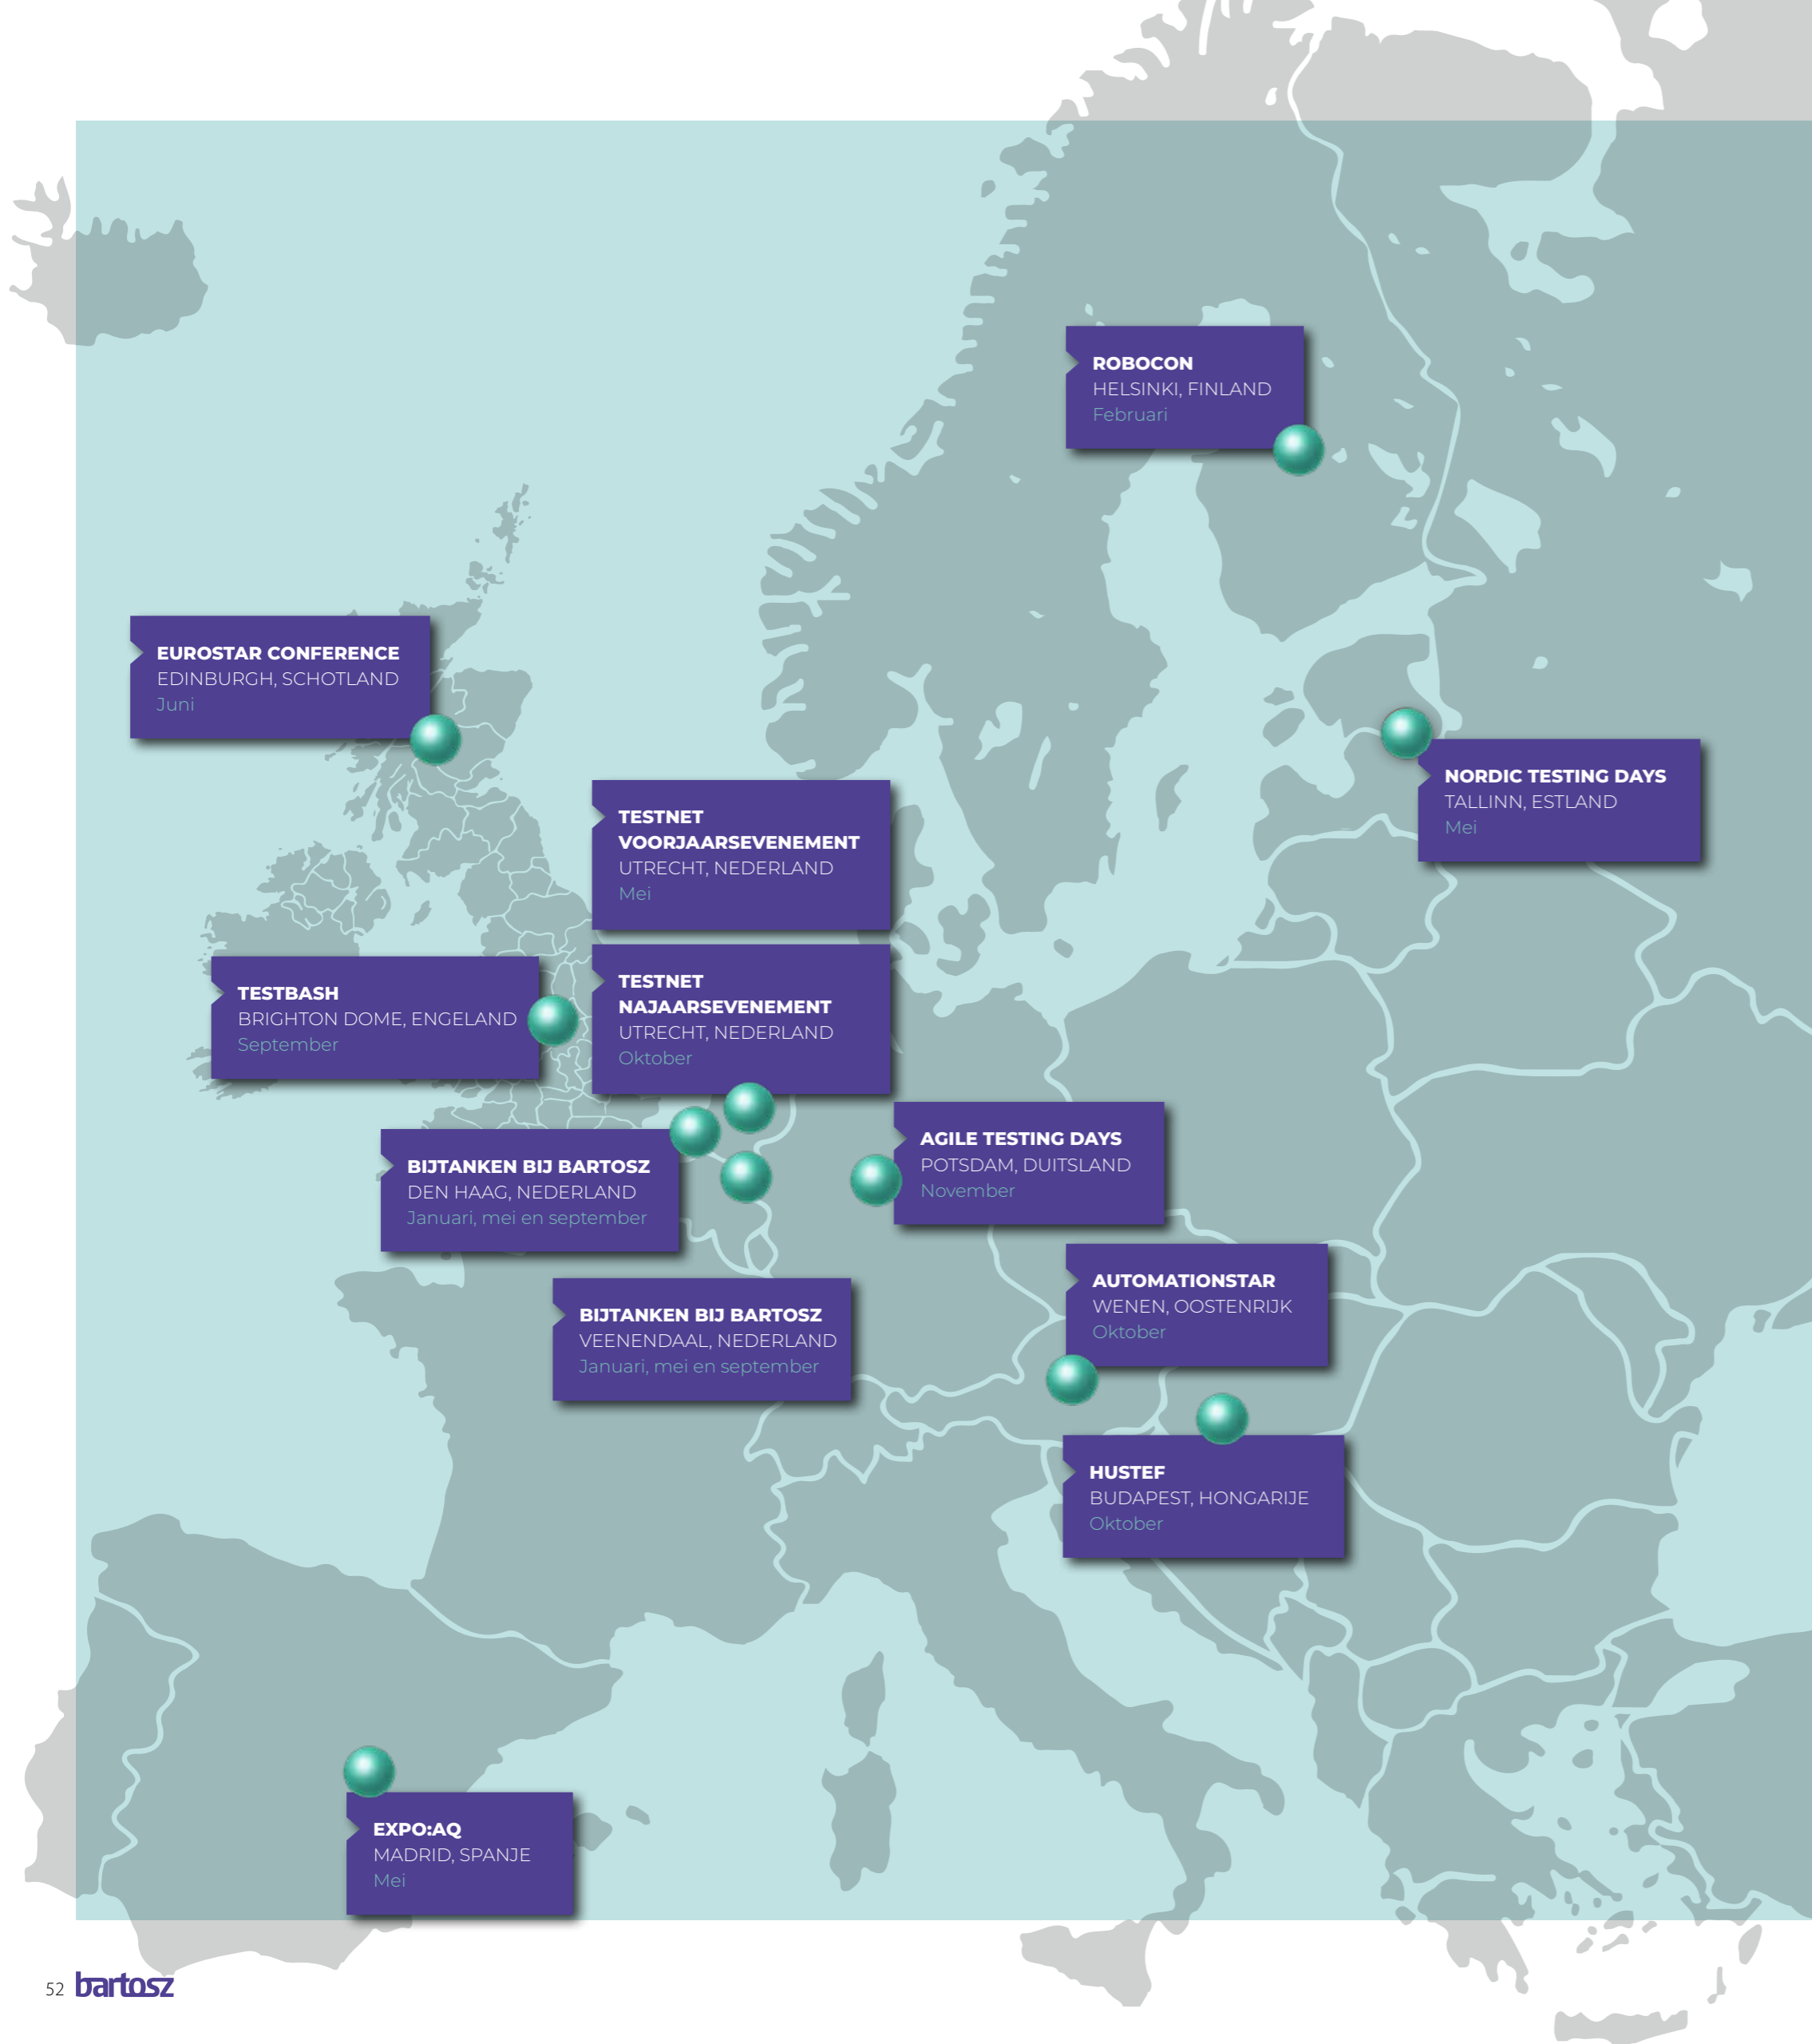 ROBOCON
HELSINKI, FINLAND
Februari
EUROSTAR CONFERENCE
EDINBURGH, SCHOTLAND
Juni
NORDIC TESTING DAYS
TALLINN, ESTLAND
Mei
TESTNET
VOORJAARSEVENEMENT
UTRECHT, NEDERLAND
Mei
TESTBASH
BRIGHTON DOME, ENGELAND
September
TESTNET
NAJAARSEVENEMENT
UTRECHT, NEDERLAND
Oktober
BIJTANKEN BIJ BARTOSZ
DEN HAAG, NEDERLAND
Januari, mei en september
AGILE TESTING DAYS
POTSDAM, DUITSLAND
November
BIJTANKEN BIJ BARTOSZ
VEENENDAAL, NEDERLAND
Januari, mei en september
AUTOMATIONSTAR
WENEN, OOSTENRIJK
Oktober
HUSTEF
BUDAPEST, HONGARIJE
Oktober
EXPO:AQ
MADRID, SPANJE
Mei
52 bartosz